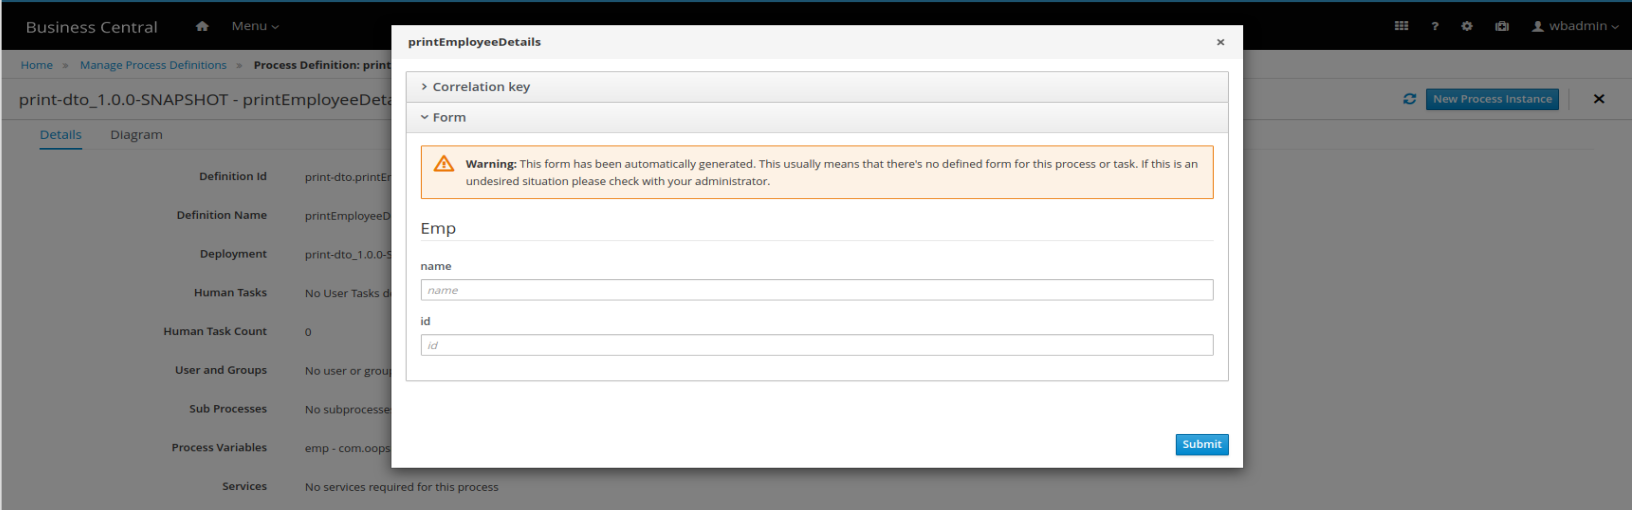 Business Central Menu ? wbadmin
printEmployeeDetails ×
Home » Manage Process Definitions » Process Definition: print
Correlation key
print-dto_1.0.0-SNAPSHOT - printEmployeeDeta
New Process Instance
Form
Details Diagram
Warning: This form has been automatically generated. This usually means that there's no defined form for this process or task. If this is an
undesired situation please check with your administrator.
Definition Id print-dto.printEr
Definition Name printEmployeeD
Emp
Deployment print-dto_1.0.0-S
name
name
Human Tasks No User Tasks de
id
id
Human Task Count 0
User and Groups No user or group
Sub Processes No subprocesses
Process Variables emp - com.oops
Submit
Services No services required for this process